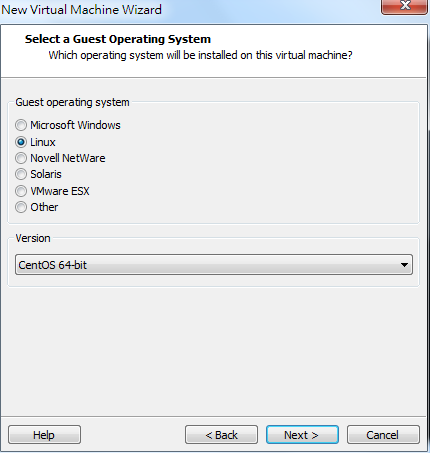 New Virtual Machine Wizard
Select a Guest Operating System
Which operating system will be installed on this virtual machine?
Guest operating system
Microsoft Windows
Linux
Novell NetWare
Solaris
VMware ESX
Other
Version
CentOS 64-bit
Help
< Back
Next >
Cancel